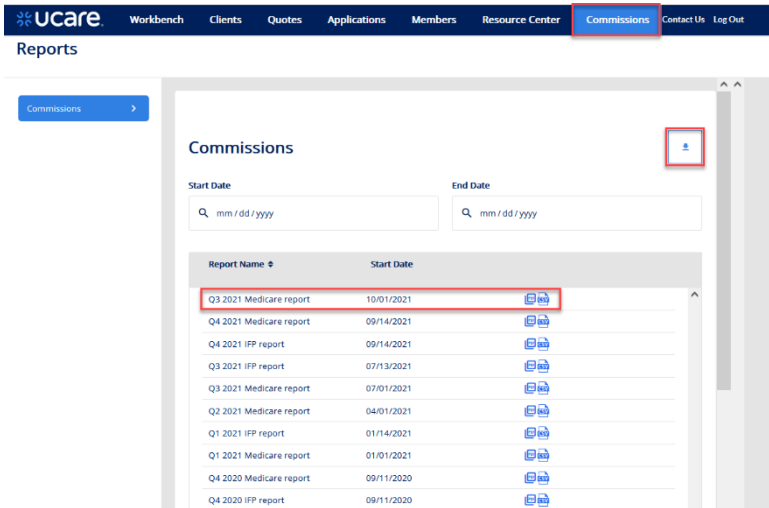 ucare.
Workbench Clients Quotes Applications Members Resource Center Commissions Contact Us Log Out
Reports
Commissions
Commissions
Start Date End Date
mm / dd / yyyy mm / dd / yyyy
Report Name Start Date
Q3 2021 Medicare report 10/01/2021
Q4 2021 Medicare report 09/14/2021
Q4 2021 IFP report 09/14/2021
Q3 2021 IFP report 07/13/2021
Q3 2021 Medicare report 07/01/2021
Q2 2021 Medicare report 04/01/2021
Q1 2021 IFP report 01/14/2021
Q1 2021 Medicare report 01/01/2021
Q4 2020 Medicare report 09/11/2020
Q4 2020 IFP report 09/11/2020